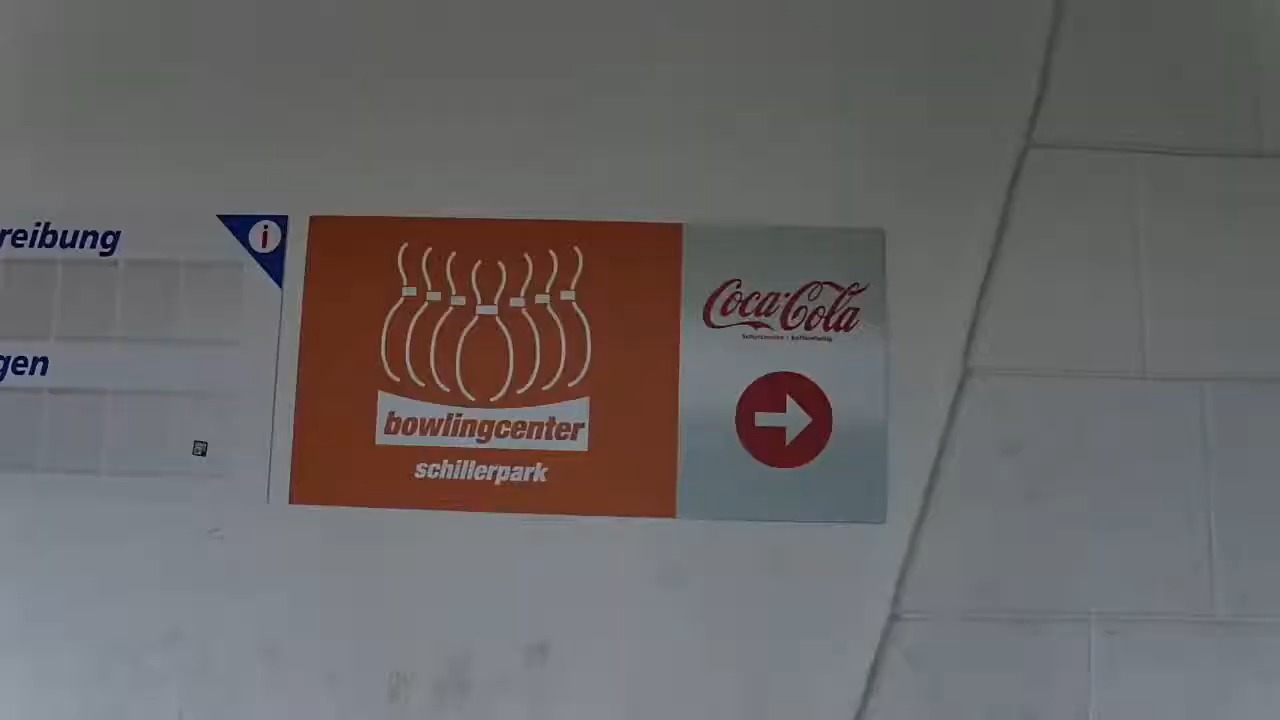 reibung
i
gen
bowlingcenter
schillerpark
Coca-Cola